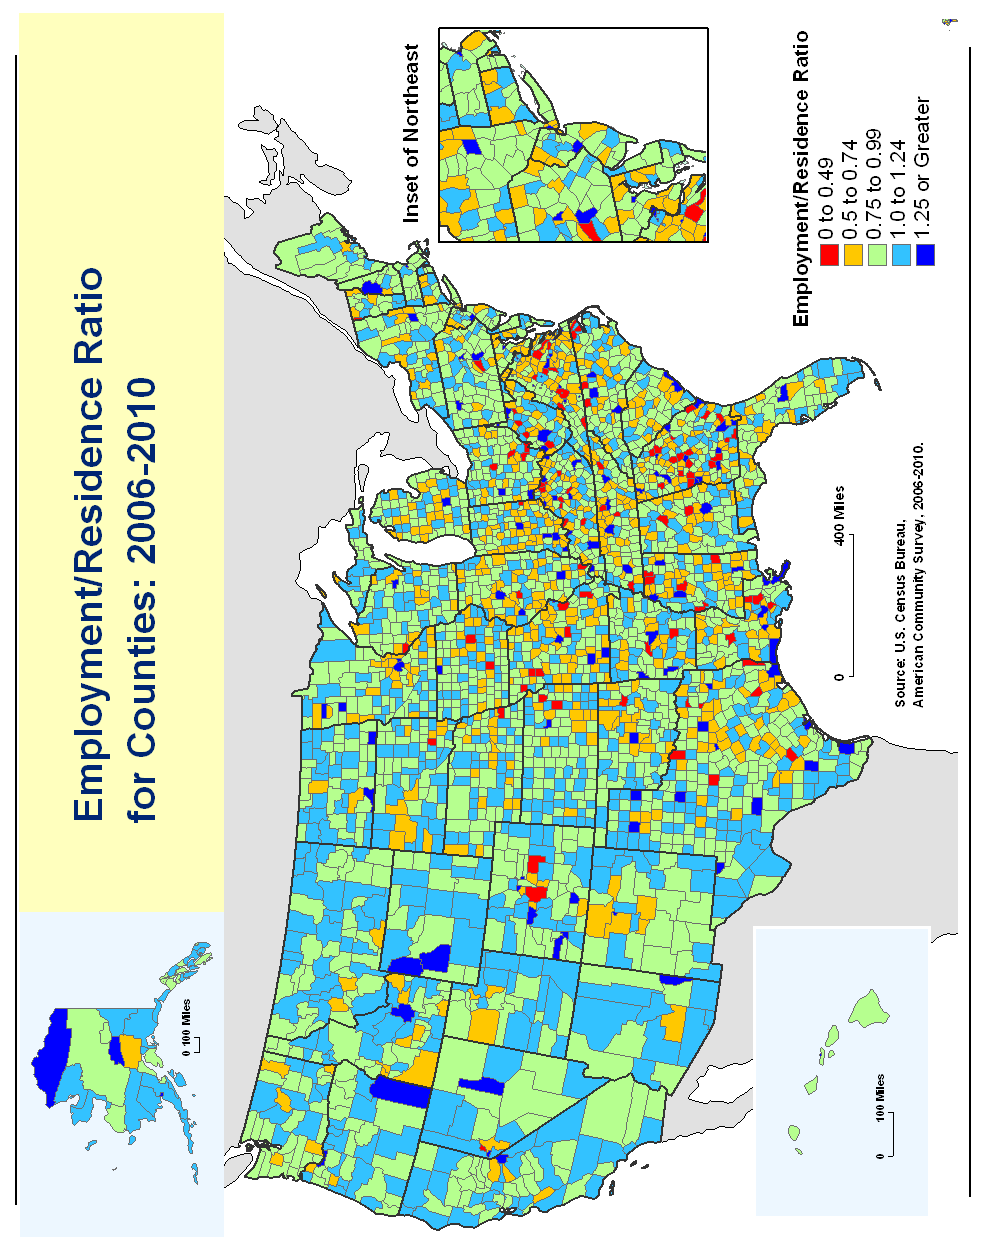 Employment/Residence Ratio
for Counties: 2006-2010
Inset of Northeast
Employment/Residence Ratio
0 to 0.49
0.5 to 0.74
0.75 to 0.99
1.0 to 1.24
1.25 or Greater
0 100 Miles
0 400 Miles
0 100 Miles
Source: U.S. Census Bureau,
American Community Survey, 2006-2010.